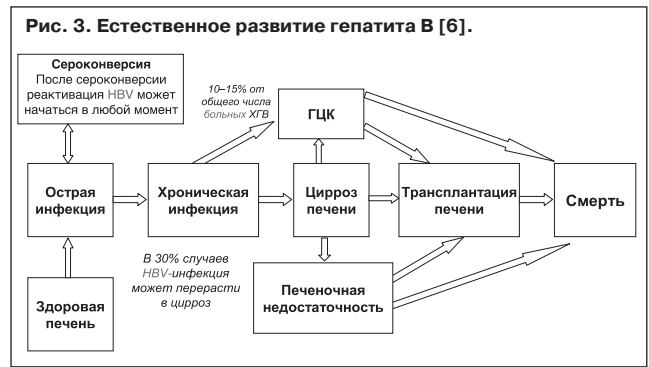 Рис. 3. Естественное развитие гепатита В [6].
Сероконверсия
После сероконверсии
реактивация HBV может
начаться в любой момент
10–15% от
общего числа
больных ХГВ
ГЦК
Острая
инфекция
Хроническая
инфекция
Цирроз
печени
Трансплантация
печени
Смерть
В 30% случаев
HBV-инфекция
может перерасти
в цирроз
Здоровая
печень
Печеночная
недостаточность